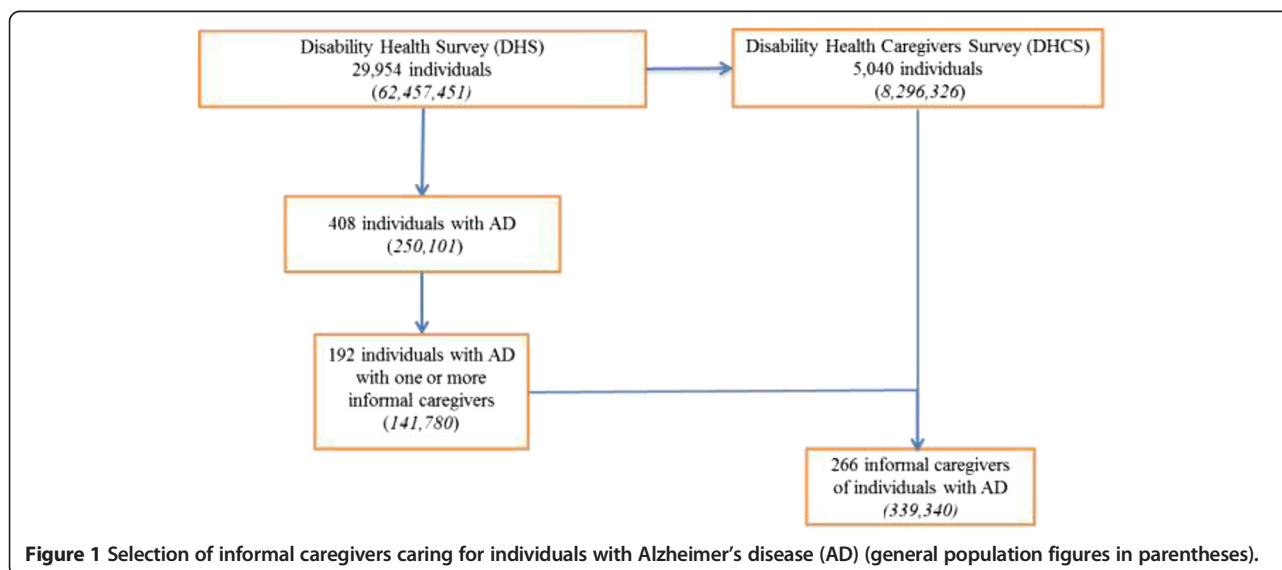 Disability Health Survey (DHS)
29,954 individuals
(62,457,451)
Disability Health Caregivers Survey (DHCS)
5,040 individuals
(8,296,326)
408 individuals with AD
(250,101)
192 individuals with AD
with one or more
informal caregivers
(141,780)
266 informal caregivers
of individuals with AD
(339,340)
Figure 1 Selection of informal caregivers caring for individuals with Alzheimer's disease (AD) (general population figures in parentheses).